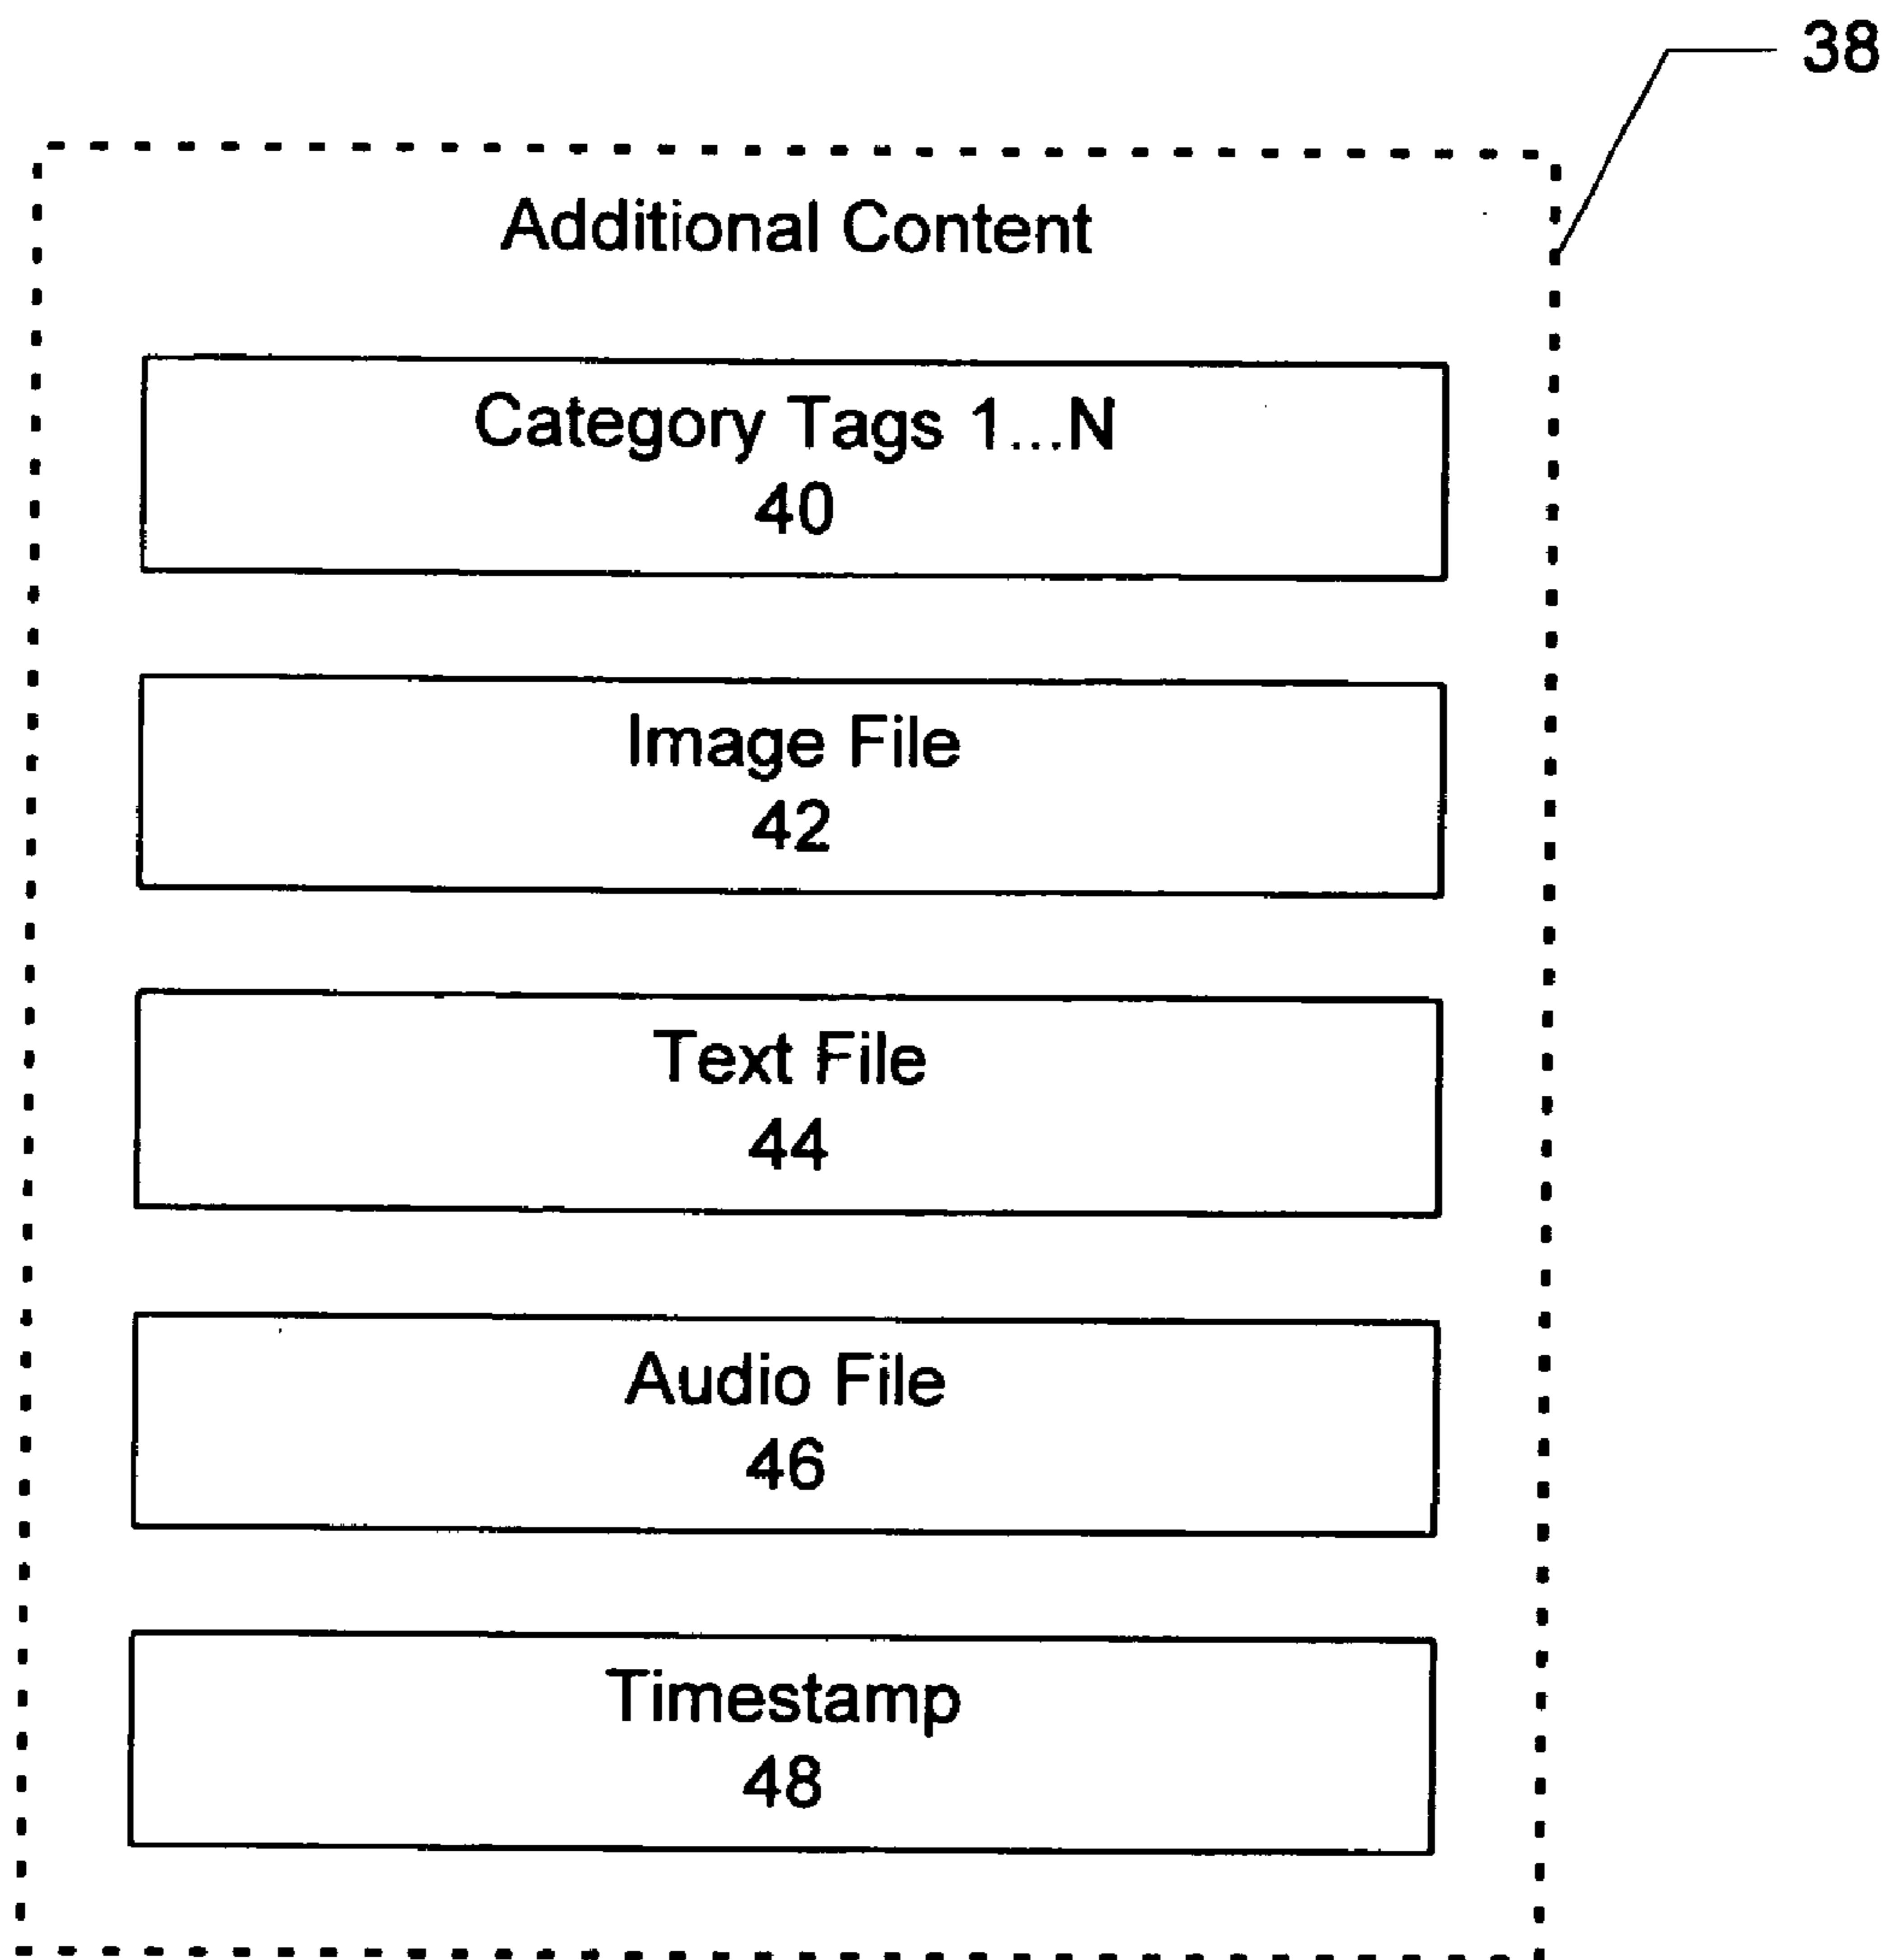 38
Additional Content
Category Tags 1...N
40
Image File
42
Text File
44
Audio File
46
Timestamp
48